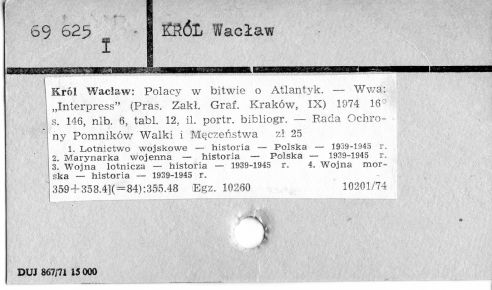 69 625
I
KRÓL Wacław
Król Wacław: Polacy w bitwie o Atlantyk. — Wwa:
„Interpress” (Pras. Zakł. Graf. Kraków, IX) 1974 16°
s. 146, nlb. 6, tabl. 12, il. portr. bibliogr. — Rada Ochro-
ny Pomników Walki i Męczeństwa zł 25
1. Lotnictwo wojskowe — historia — Polska — 1939-1945 r.
2. Marynarka wojenna — historia — Polska — 1939-1945 r.
3. Wojna lotnicza — historia — 1939-1945 r. 4. Wojna mor-
ska — historia — 1939-1945 r.
359+358.4](=84):355.48 Egz. 10260 10201/74
DUJ 867/71 15 000